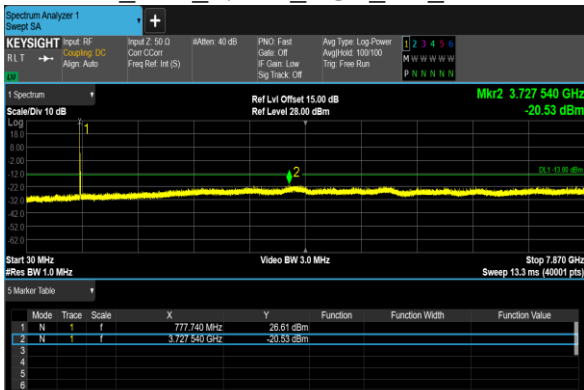 Spectrum Analyzer 1
Swept SA
KEYSIGHT Input: RF Input Z: 50 Ω #Atten: 40 dB PNO: Fast Avg Type: Log-Power 1 2 3 4 5 6
RLT Coupling: DC Corr CCorr Gate: Off Avg|Hold: 100/100 M W W W W W
Align: Auto Freq Ref: Int (S) IF Gain: Low Trig: Free Run
LV Sig Track: Off P N N N N N
1 Spectrum Ref Lvl Offset 15.00 dB Mkr2 3.727 540 GHz
Scale/Div 10 dB Ref Level 28.00 dBm -20.53 dBm
Log
18.0
8.00
-2.00
-12.0
-22.0
-32.0
-42.0
-52.0
-62.0
1
2
DL1 -13.00 dBm
Start 30 MHz Video BW 3.0 MHz Stop 7.870 GHz
#Res BW 1.0 MHz Sweep 13.3 ms (40001 pts)
5 Marker Table
Mode Trace Scale X Y Function Function Width Function Value
1 N 1 f 777.740 MHz 26.61 dBm
2 N 1 f 3.727 540 GHz -20.53 dBm
3
4
5
6